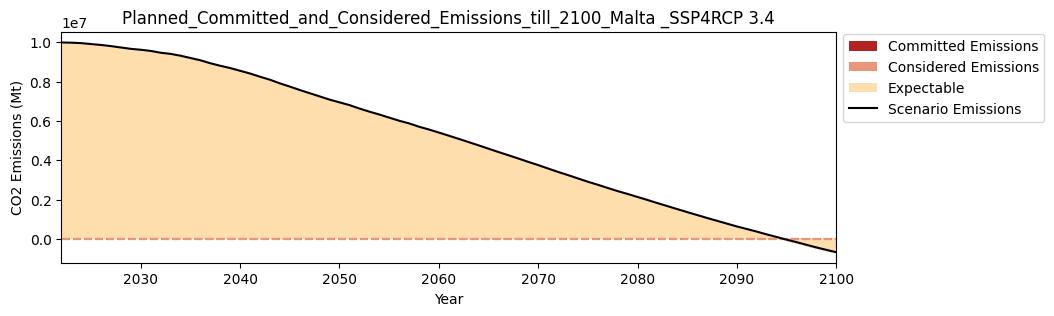 Planned_Committed_and_Considered_Emissions_till_2100_Malta _SSP4RCP 3.4
1e7
1.0
0.8
0.6
0.4
0.2
0.0
CO2 Emissions (Mt)
2030 2040 2050 2060 2070 2080 2090 2100
Year
Committed Emissions
Considered Emissions
Expectable
Scenario Emissions